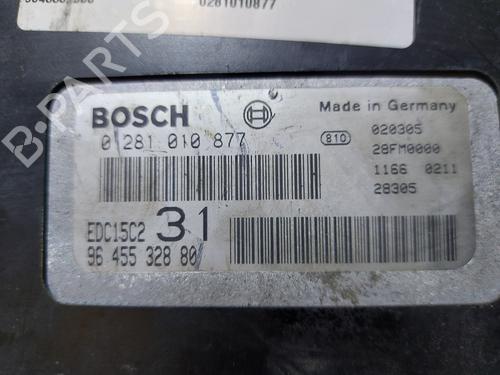 0281010877
B-PARTS
BOSCH
Made in Germany
0 281 010 877
810
020305
28FM0000
1166 0211
28305
EDC15C2 31
96 455 328 80